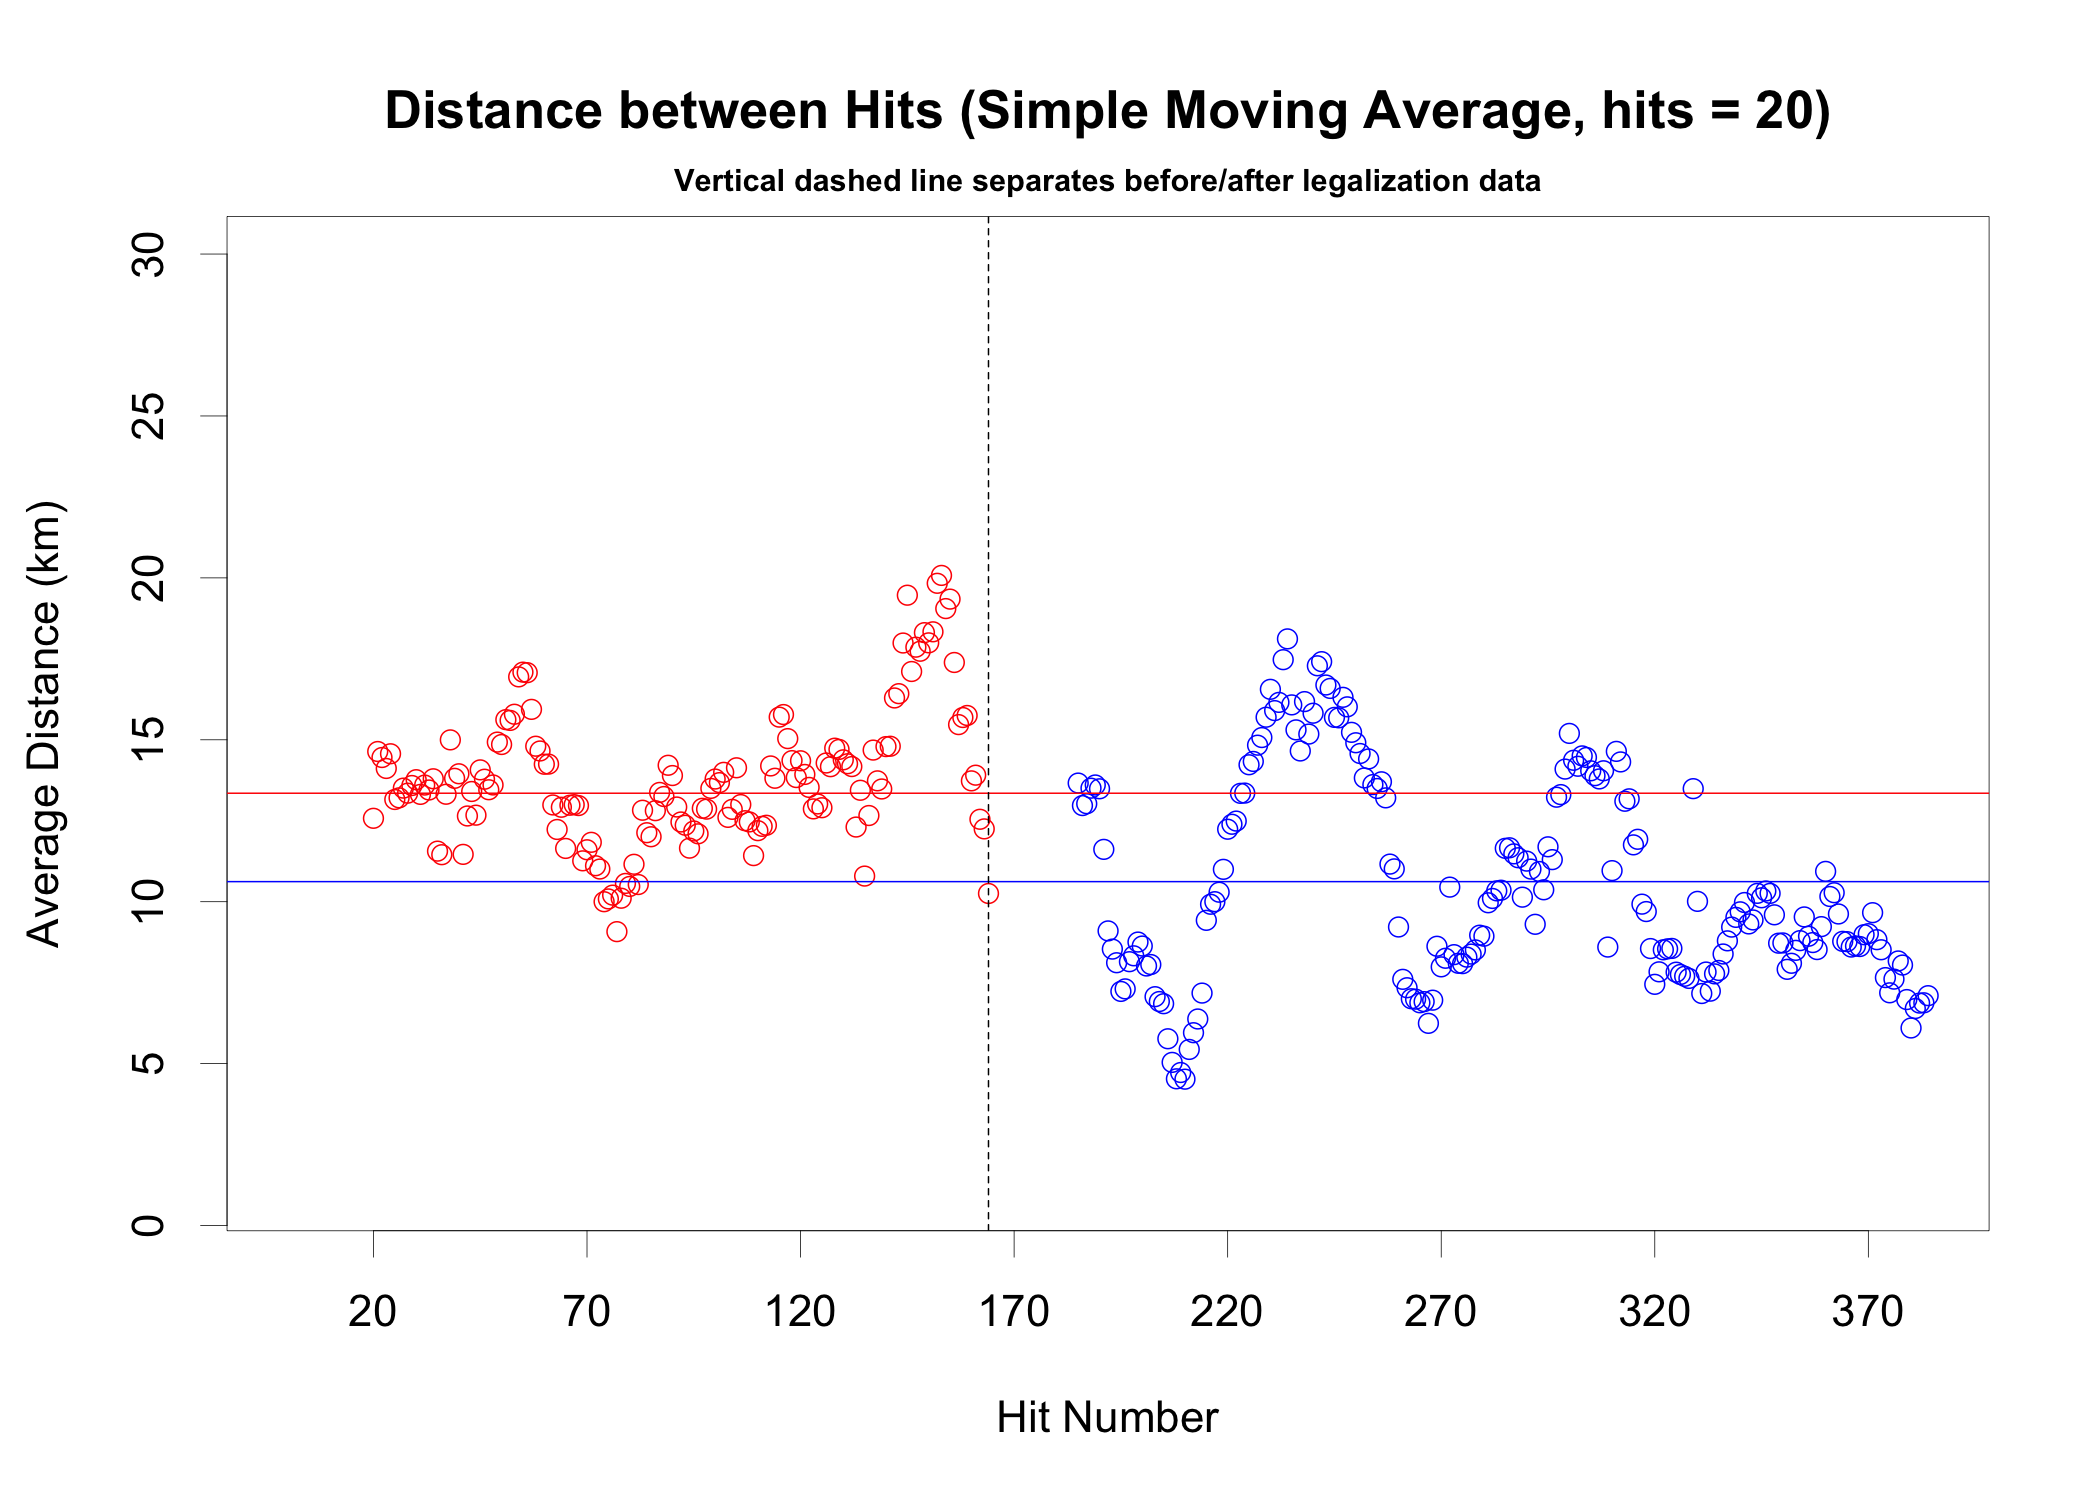 Distance between Hits (Simple Moving Average, hits = 20)
Vertical dashed line separates before/after legalization data
Average Distance (km)
30
25
20
15
10
5
0
20 70 120 170 220 270 320 370
Hit Number